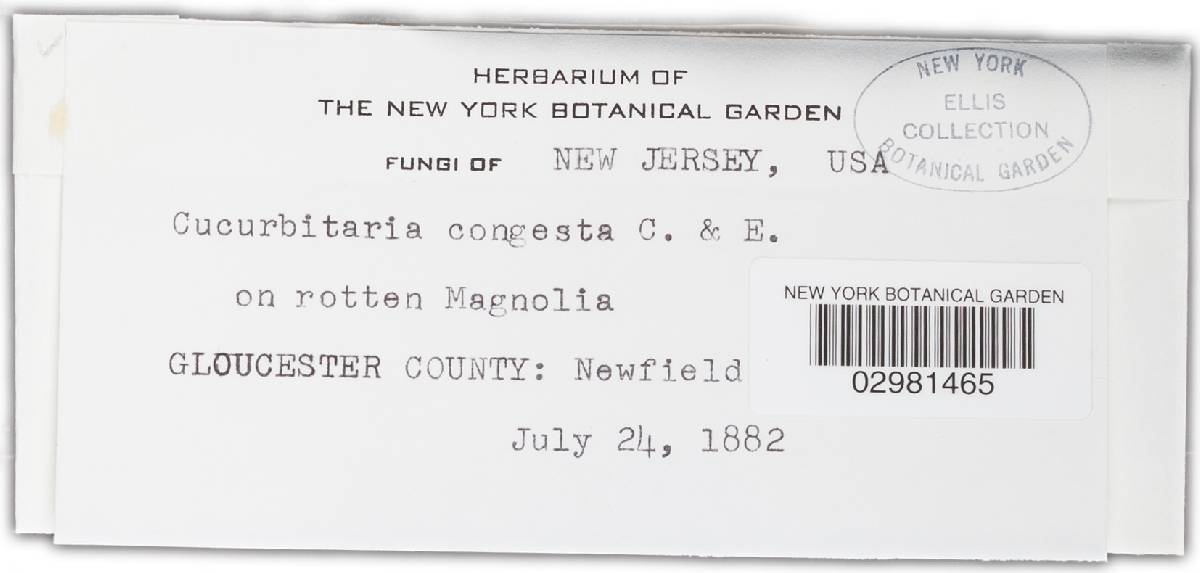 HERBARIUM OF
THE NEW YORK BOTANICAL GARDEN
NEW YORK
ELLIS
COLLECTION
BOTANICAL GARDEN
FUNGI OF NEW JERSEY, USA
Cucurbitaria congesta C. & E.
on rotten Magnolia
NEW YORK BOTANICAL GARDEN
02981465
GLOUCESTER COUNTY: Newfield
July 24, 1882